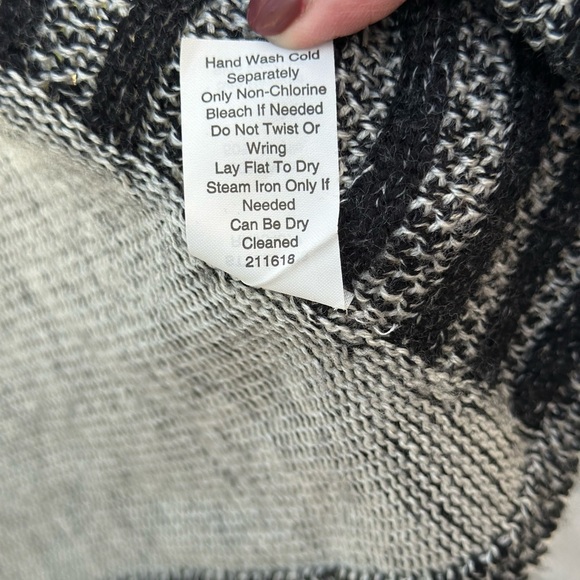 Hand Wash Cold
Separately
Only Non-Chlorine
Bleach If Needed
Do Not Twist Or
Wring
Lay Flat To Dry
Steam Iron Only If
Needed
Can Be Dry
Cleaned
211618